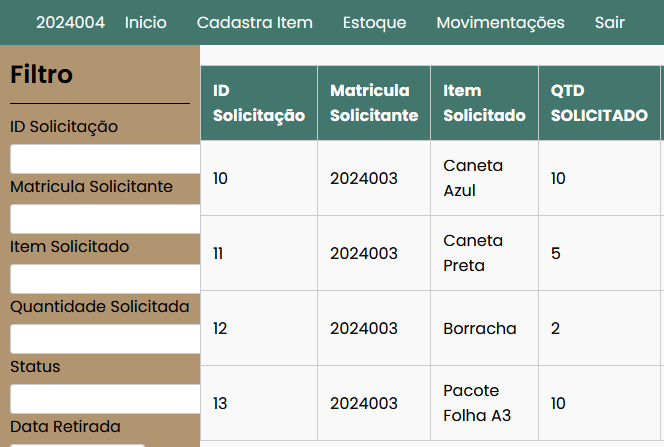 2024004 Inicio Cadastra Item Estoque Movimentações Sair
Filtro
ID Solicitação
Matricula Solicitante
Item Solicitado
Quantidade Solicitada
Status
Data Retirada
ID Solicitação Matricula Solicitante Item Solicitado QTD SOLICITADO
10 2024003 Caneta Azul 10
11 2024003 Caneta Preta 5
12 2024003 Borracha 2
13 2024003 Pacote Folha A3 10